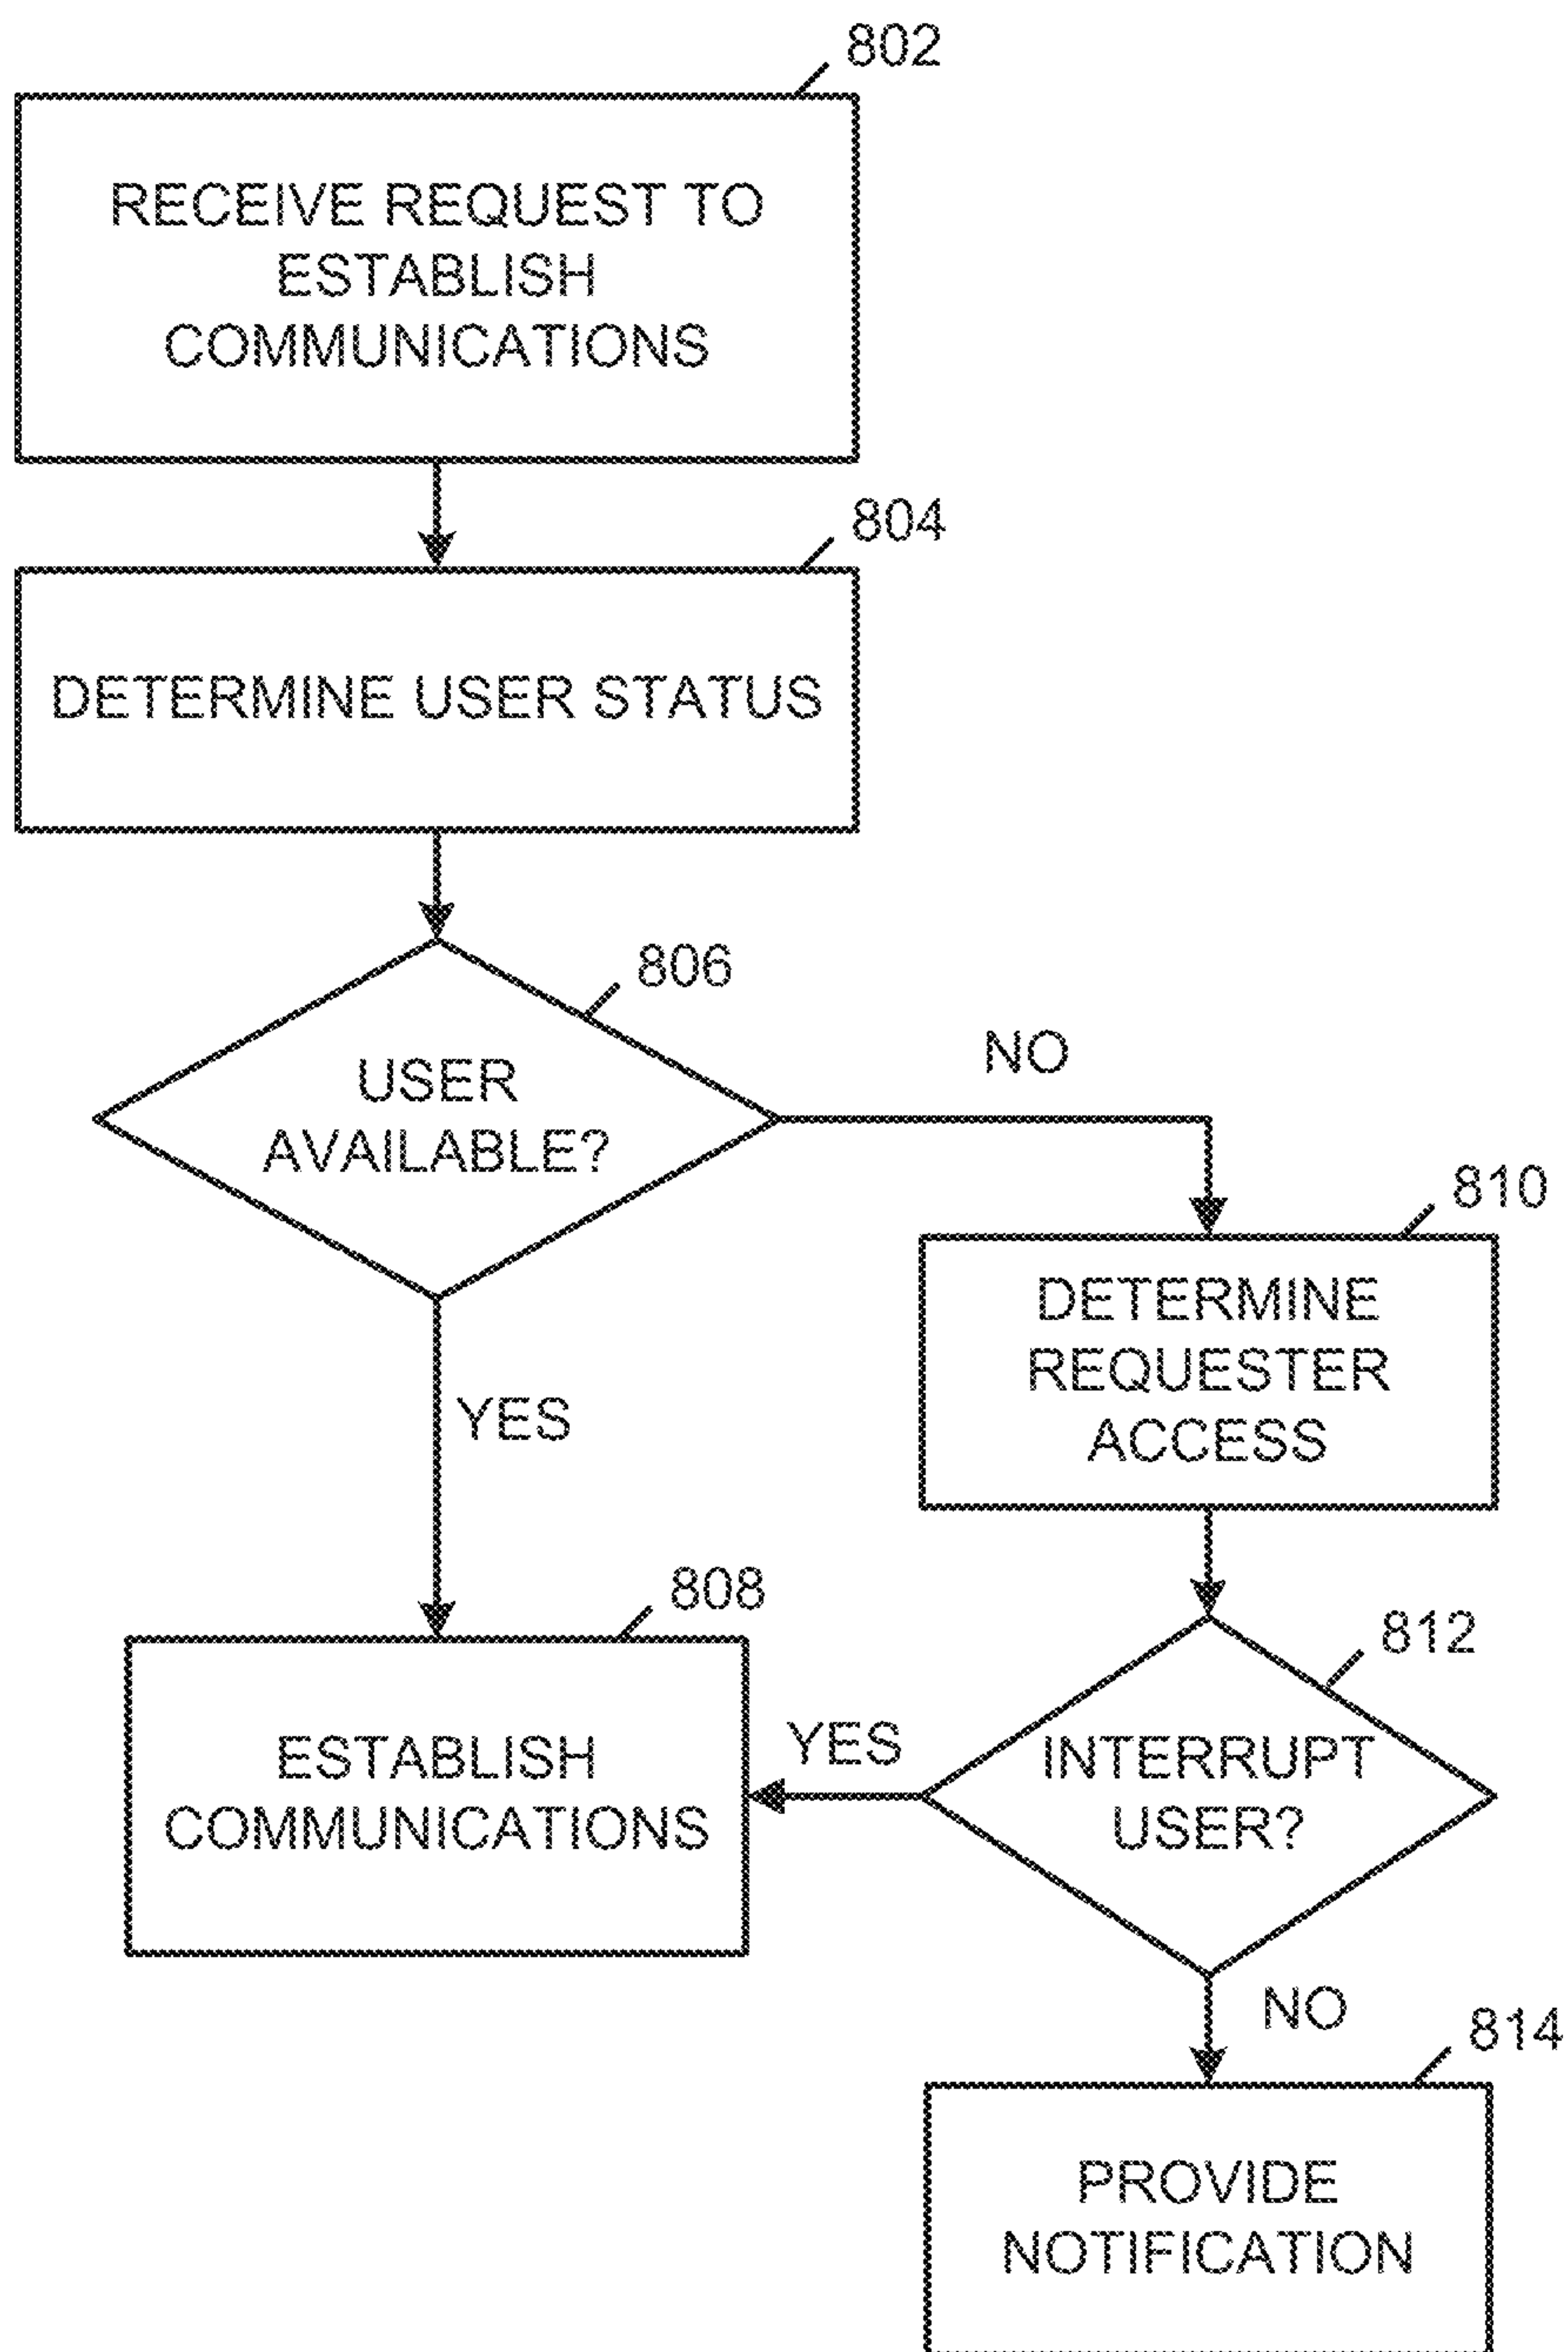 802
RECEIVE REQUEST TO
ESTABLISH
COMMUNICATIONS
804
DETERMINE USER STATUS
806
USER
AVAILABLE?
NO
YES
810
DETERMINE
REQUESTER
ACCESS
808
ESTABLISH
COMMUNICATIONS
812
INTERRUPT
USER?
YES
NO
814
PROVIDE
NOTIFICATION